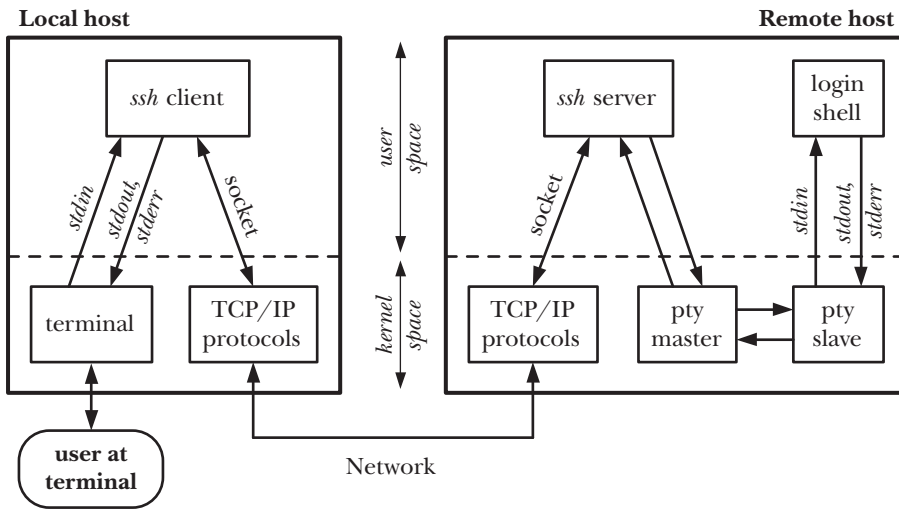 Local host
Remote host
ssh client
ssh server
login
shell
user
space
stdin
stdout,
stderr
socket
socket
stdin
stdout,
stderr
terminal
TCP/IP
protocols
kernel
space
TCP/IP
protocols
pty
master
pty
slave
user at
terminal
Network